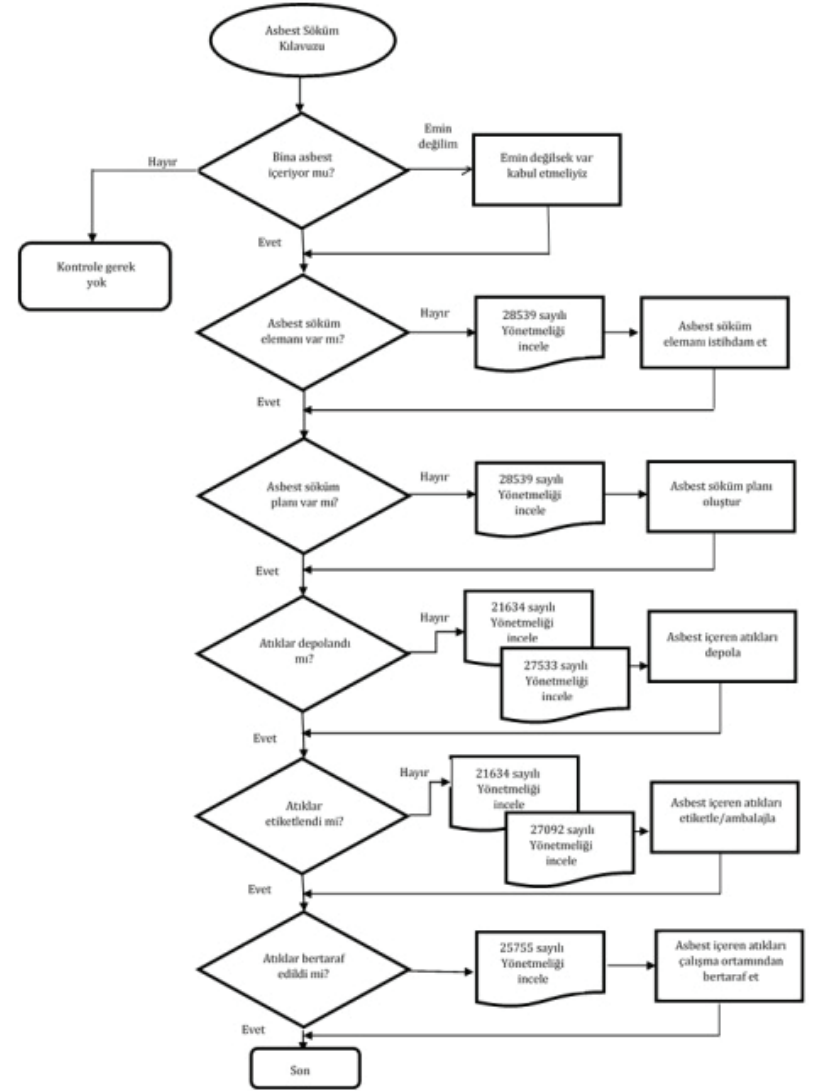 Asbest Söküm
Kılavuzu
Bina asbest
içeriyor mu?
Hayır
Emin
değilim
Emin değilsek var
kabul etmeliyiz
Kontrole gerek
yok
Evet
Asbest söküm
elemanı var mı?
Hayır
28539 sayılı
Yönetmeliği
incele
Asbest söküm
elemanı istihdam et
Evet
Asbest söküm
planı var mı?
Hayır
28539 sayılı
Yönetmeliği
incele
Asbest söküm planı
oluştur
Evet
Atıklar depolandı
mı?
Hayır
21634 sayılı
Yönetmeliği
incele
27533 sayılı
Yönetmeliği
incele
Asbest içeren atıkları
depola
Evet
Atıklar
etiketlendi mi?
Hayır
21634 sayılı
Yönetmeliği
incele
27092 sayılı
Yönetmeliği
incele
Asbest içeren atıkları
etiketle/ambalajla
Evet
Atıklar bertaraf
edildi mi?
25755 sayılı
Yönetmeliği
incele
Asbest içeren atıkları
çalışma ortamından
bertaraf et
Evet
Son